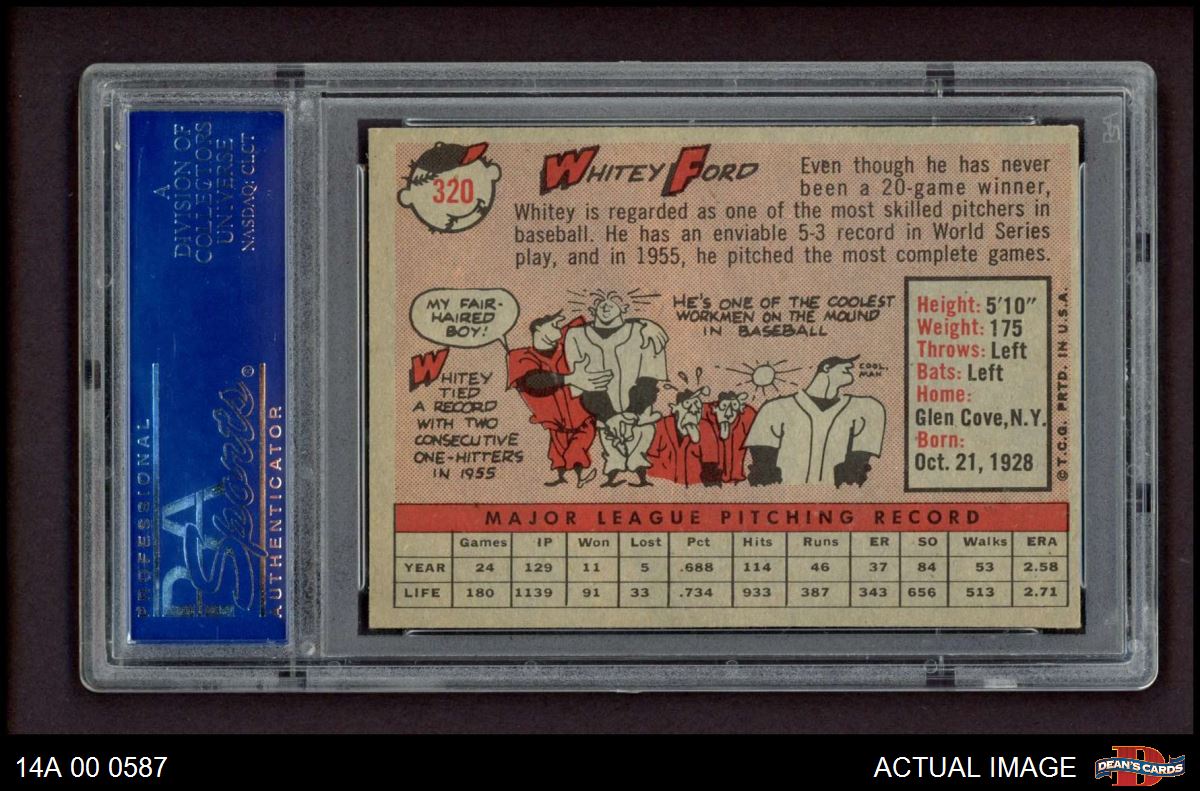 A
DIVISION OF
COLLECTORS
UNIVERSE
NASDAQ: CLCT
PROFESSIONAL
PSA
Sports®
AUTHENTICATOR
PSA
320
WHITEY FORD
Even though he has never
been a 20-game winner,
Whitey is regarded as one of the most skilled pitchers in
baseball. He has an enviable 5-3 record in World Series
play, and in 1955, he pitched the most complete games.
MY FAIR-
HAIRED
BOY!
WHITEY
TIED
A RECORD
WITH TWO
CONSECUTIVE
ONE-HITTERS
IN 1955
HE'S ONE OF THE COOLEST
WORKMEN ON THE MOUND
IN BASEBALL
COOL-
MAN
Height: 5'10"
Weight: 175
Throws: Left
Bats: Left
Home:
Glen Cove, N.Y.
Born:
Oct. 21, 1928
© T.C.G. PRTD. IN U.S.A.
MAJOR LEAGUE PITCHING RECORD
Games IP Won Lost Pct Hits Runs ER SO Walks ERA
YEAR 24 129 11 5 .688 114 46 37 84 53 2.58
LIFE 180 1139 91 33 .734 933 387 343 656 513 2.71
14A 00 0587
ACTUAL IMAGE
D
DEAN'S CARDS